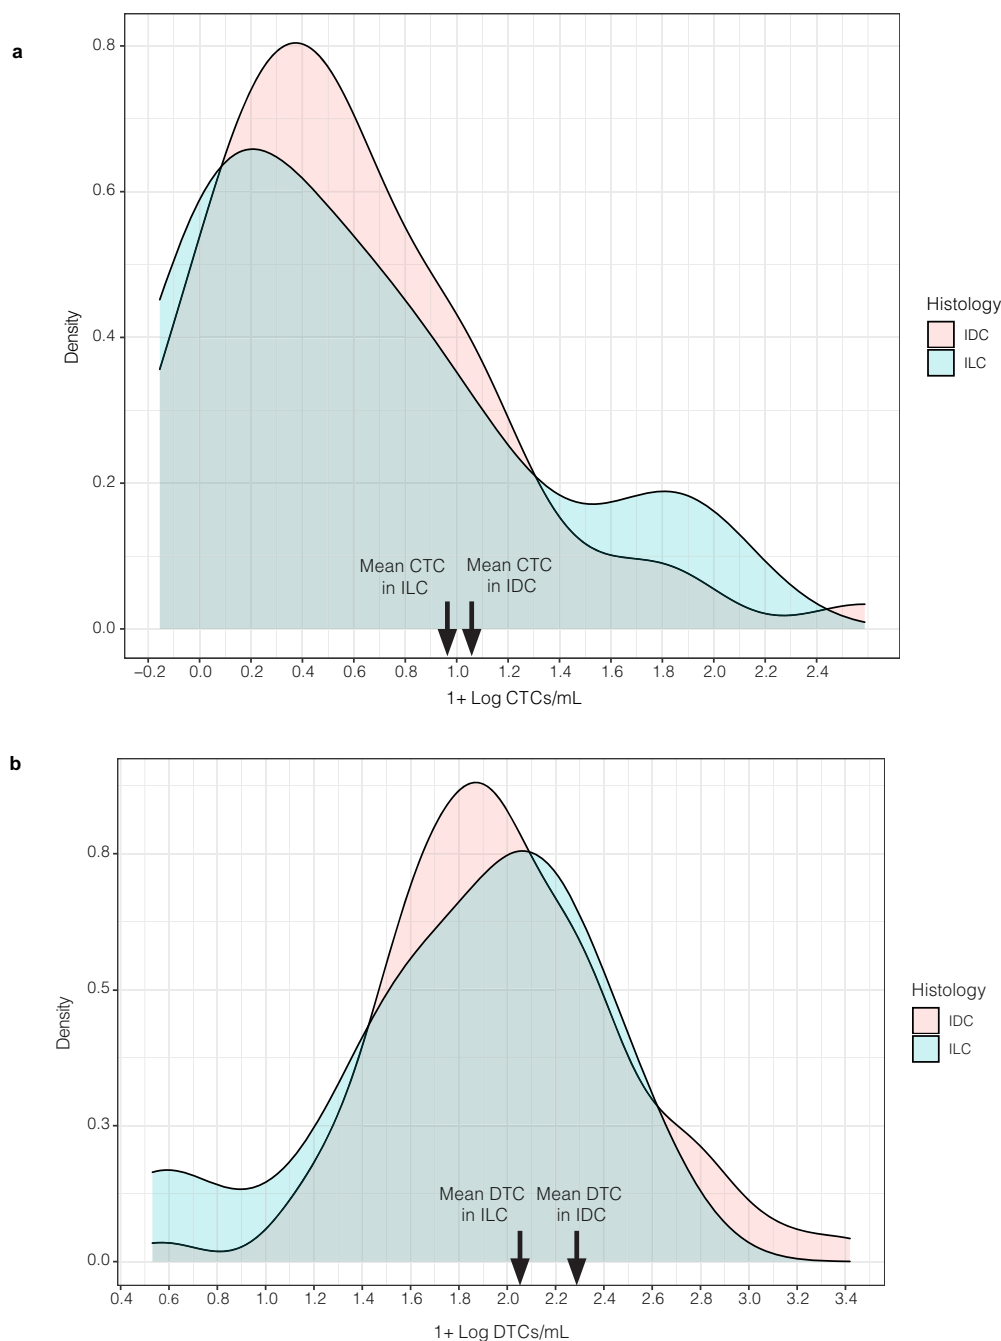 a
0.8
0.6
0.4
0.2
0.0
Density
Mean CTC
in ILC
Mean CTC
in IDC
−0.2 0.0 0.2 0.4 0.6 0.8 1.0 1.2 1.4 1.6 1.8 2.0 2.2 2.4
1+ Log CTCs/mL
Histology
IDC
ILC
b
0.8
0.5
0.3
0.0
Density
Mean DTC
in ILC
Mean DTC
in IDC
0.4 0.6 0.8 1.0 1.2 1.4 1.6 1.8 2.0 2.2 2.4 2.6 2.8 3.0 3.2 3.4
1+ Log DTCs/mL
Histology
IDC
ILC